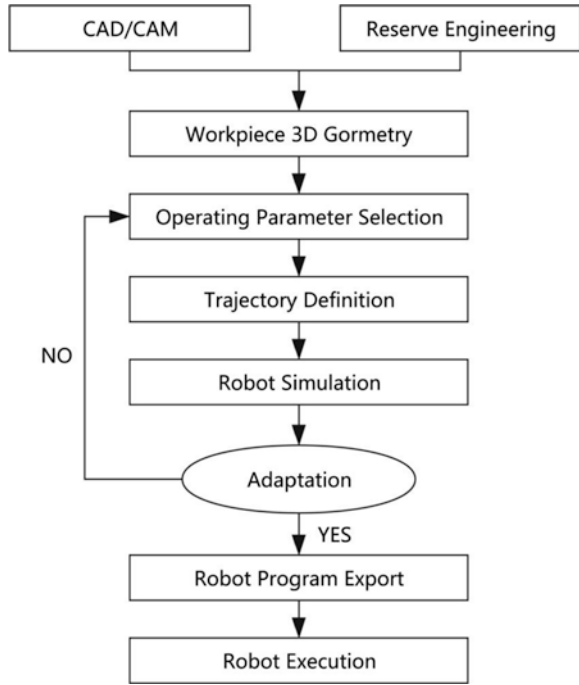 CAD/CAM
Reserve Engineering
Workpiece 3D Gormetry
Operating Parameter Selection
Trajectory Definition
NO
Robot Simulation
Adaptation
YES
Robot Program Export
Robot Execution